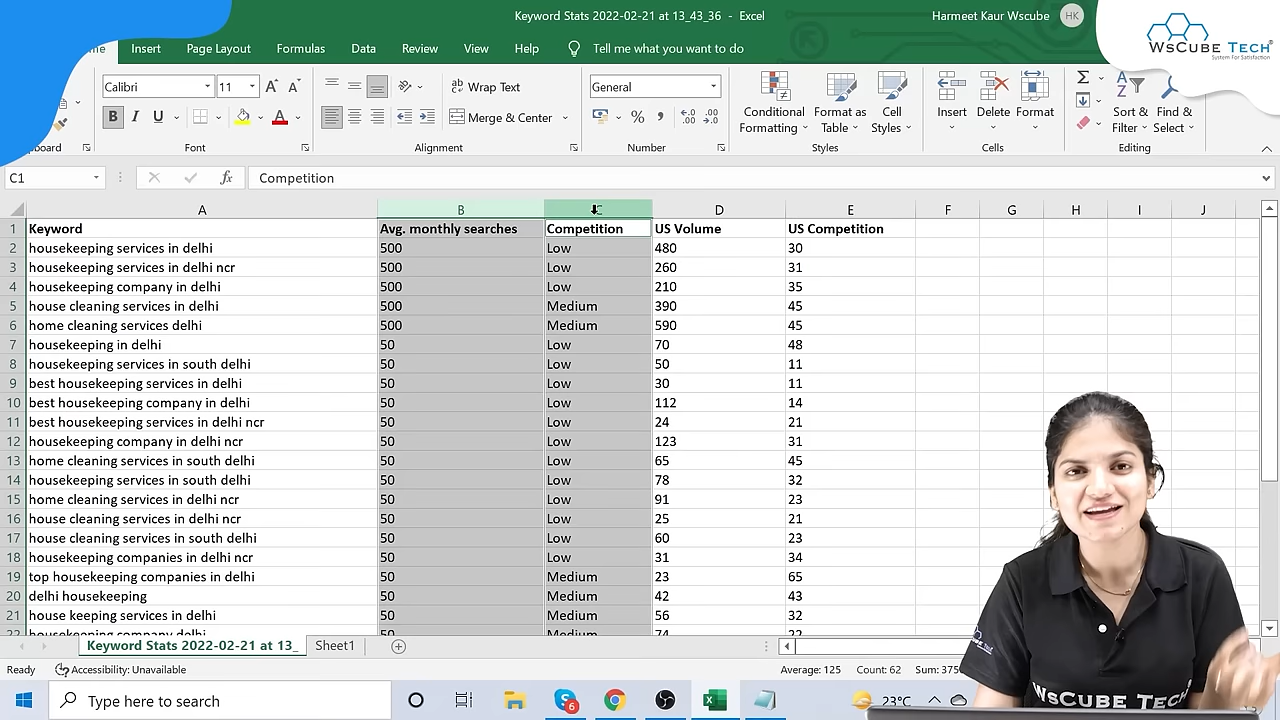 Keyword Stats 2022-02-21 at 13_43_36 - Excel
Harmeet Kaur Wscube
HK
WsCube Tech
System For Satisfaction
Insert Page Layout Formulas Data Review View Help Tell me what you want to do
Calibri 11
Wrap Text
General
Merge & Center
Conditional Formatting
Format as Table
Cell Styles
Insert
Delete
Format
Sort & Filter
Find & Select
Font
Alignment
Number
Styles
Cells
Editing
C1
Competition
A B C D E F G H I J
1 Keyword Avg. monthly searches Competition US Volume US Competition
2 housekeeping services in delhi 500 Low 480 30
3 housekeeping services in delhi ncr 500 Low 260 31
4 housekeeping company in delhi 500 Low 210 35
5 house cleaning services in delhi 500 Medium 390 45
6 home cleaning services delhi 500 Medium 590 45
7 housekeeping in delhi 50 Low 70 48
8 housekeeping services in south delhi 50 Low 50 11
9 best housekeeping services in delhi 50 Low 30 11
10 best housekeeping company in delhi 50 Low 112 14
11 best housekeeping services in delhi ncr 50 Low 24 21
12 housekeeping company in delhi ncr 50 Low 123 31
13 home cleaning services in south delhi 50 Low 65 45
14 housekeeping services in south delhi 50 Low 78 32
15 home cleaning services in delhi ncr 50 Low 91 23
16 house cleaning services in delhi ncr 50 Low 25 21
17 house cleaning services in south delhi 50 Low 60 23
18 housekeeping companies in delhi ncr 50 Low 31 34
19 top housekeeping companies in delhi 50 Medium 23 65
20 delhi housekeeping 50 Medium 42 43
21 house keeping services in delhi 50 Medium 56 32
22 housekeeping company delhi 50 Medium 74 22
Keyword Stats 2022-02-21 at 13_
Sheet1
Ready
Accessibility: Unavailable
Average: 125 Count: 62 Sum: 375
Type here to search
6
23°C
WsCube Tech